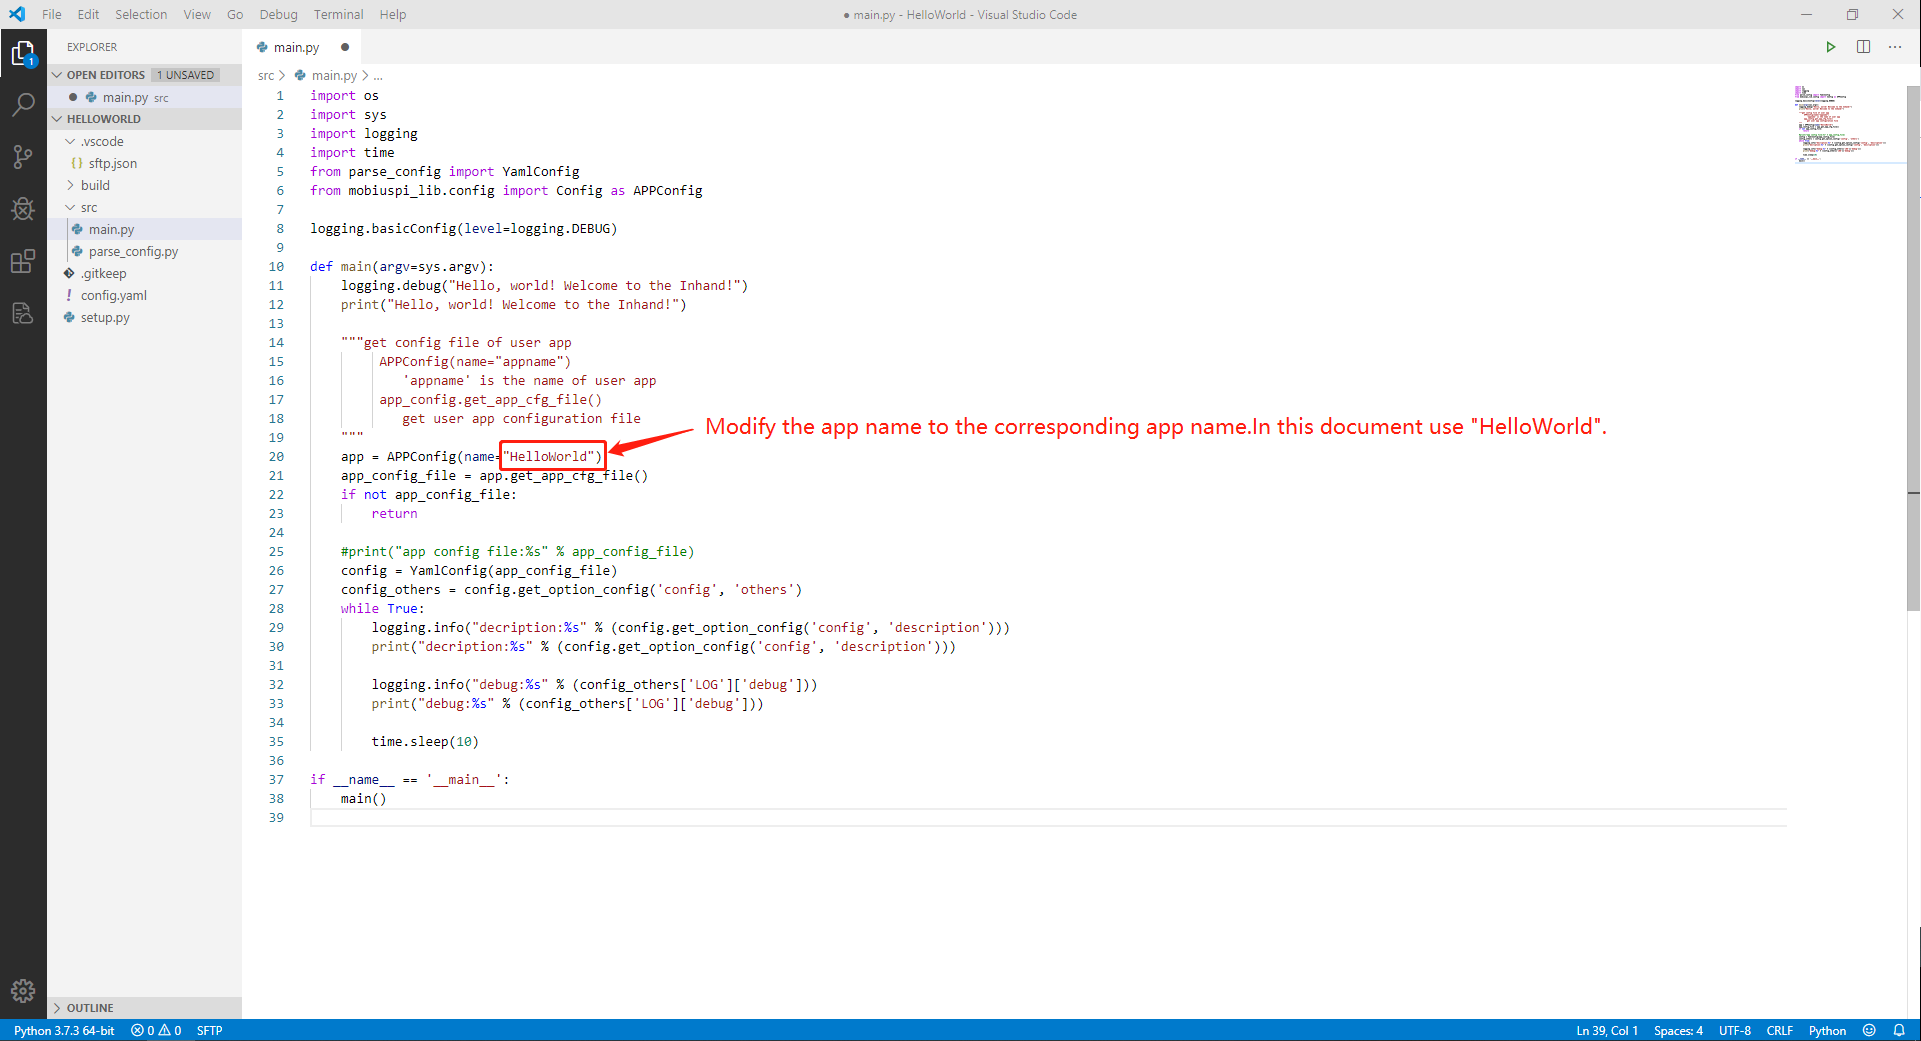 File Edit Selection View Go Debug Terminal Help
● main.py - HelloWorld - Visual Studio Code
EXPLORER
OPEN EDITORS 1 UNSAVED
main.py src
HELLOWORLD
.vscode
{} sftp.json
build
src
main.py
parse_config.py
.gitkeep
! config.yaml
setup.py
OUTLINE
1
main.py
src > main.py > ...
1 import os
2 import sys
3 import logging
4 import time
5 from parse_config import YamlConfig
6 from mobiuspi_lib.config import Config as APPConfig
7
8 logging.basicConfig(level=logging.DEBUG)
9
10 def main(argv=sys.argv):
11     logging.debug("Hello, world! Welcome to the Inhand!")
12     print("Hello, world! Welcome to the Inhand!")
13
14     """get config file of user app
15          APPConfig(name="appname")
16             'appname' is the name of user app
17          app_config.get_app_cfg_file()
18             get user app configuration file
19     """
20     app = APPConfig(name="HelloWorld")
21     app_config_file = app.get_app_cfg_file()
22     if not app_config_file:
23         return
24
25     #print("app config file:%s" % app_config_file)
26     config = YamlConfig(app_config_file)
27     config_others = config.get_option_config('config', 'others')
28     while True:
29         logging.info("decription:%s" % (config.get_option_config('config', 'description')))
30         print("decription:%s" % (config.get_option_config('config', 'description')))
31
32         logging.info("debug:%s" % (config_others['LOG']['debug']))
33         print("debug:%s" % (config_others['LOG']['debug']))
34
35         time.sleep(10)
36
37 if __name__ == '__main__':
38     main()
39
Modify the app name to the corresponding app name.In this document use "HelloWorld".
Python 3.7.3 64-bit 0 0 SFTP
Ln 39, Col 1 Spaces: 4 UTF-8 CRLF Python